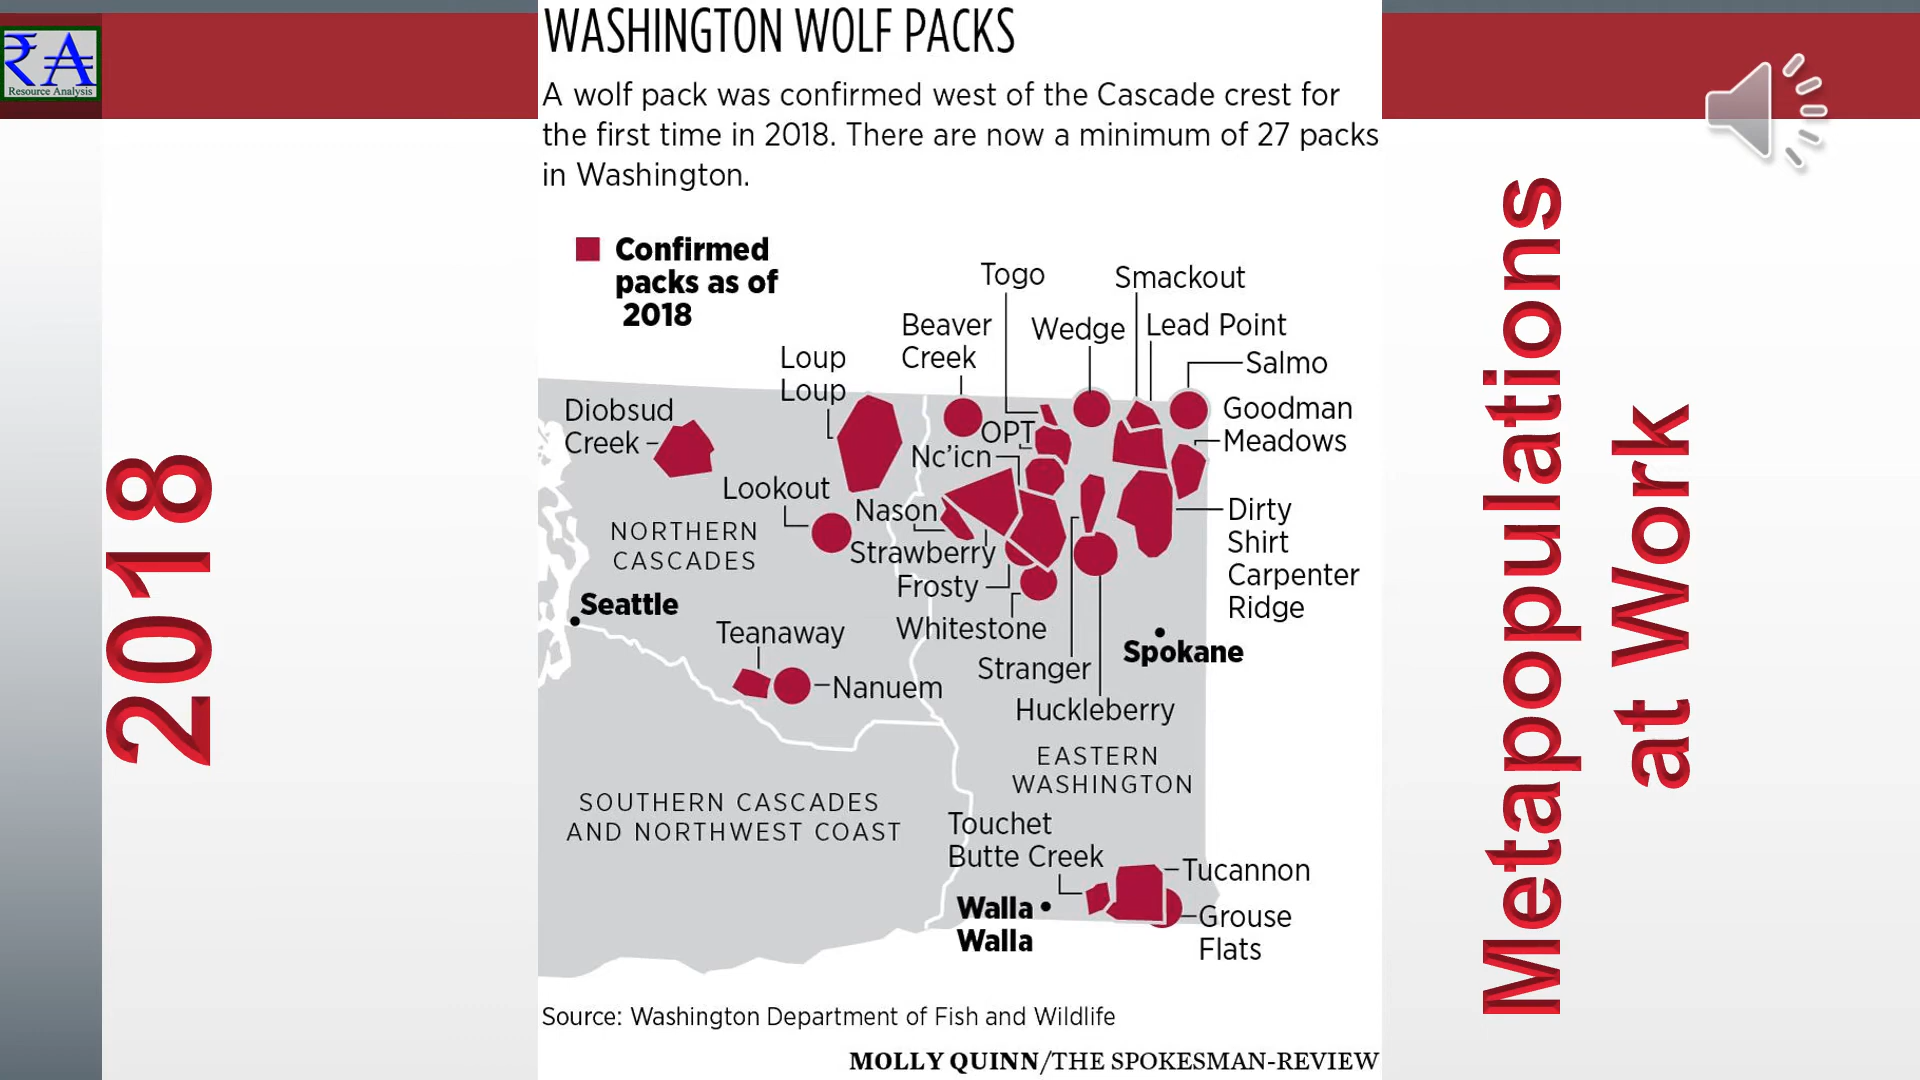 ₹A
Resource Analysis
2018
WASHINGTON WOLF PACKS
A wolf pack was confirmed west of the Cascade crest for
the first time in 2018. There are now a minimum of 27 packs
in Washington.
Confirmed
packs as of
2018
Togo
Smackout
Beaver
Creek
Wedge
Lead Point
Loup
Loup
Salmo
Diobsud
Creek
OPT
Goodman
Meadows
Nc'icn
Lookout
Nason
Dirty
Shirt
Carpenter
Ridge
NORTHERN
CASCADES
Strawberry
Frosty
Seattle
Teanaway
Whitestone
Spokane
Stranger
Nanuem
Huckleberry
EASTERN
WASHINGTON
SOUTHERN CASCADES
AND NORTHWEST COAST
Touchet
Butte Creek
Tucannon
Walla
Walla
Grouse
Flats
Source: Washington Department of Fish and Wildlife
MOLLY QUINN/THE SPOKESMAN-REVIEW
Metapopulations
at Work